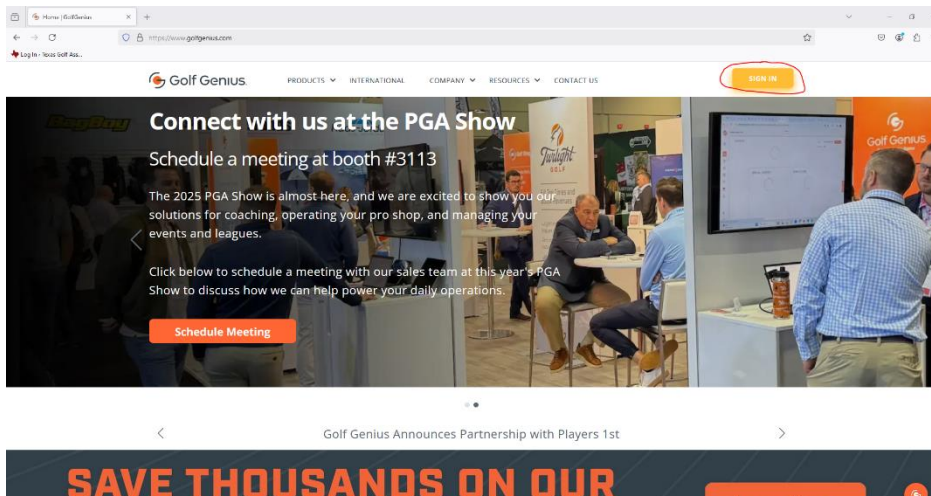 Home | GolfGenius
https://www.golfgenius.com
Log In - Texas Golf Ass...
Golf Genius
PRODUCTS
INTERNATIONAL
COMPANY
RESOURCES
CONTACT US
SIGN IN
BagBoy
Connect with us at the PGA Show
Schedule a meeting at booth #3113
The 2025 PGA Show is almost here, and we are excited to show you our
solutions for coaching, operating your pro shop, and managing your
events and leagues.
Click below to schedule a meeting with our sales team at this year's PGA
Show to discuss how we can help power your daily operations.
Schedule Meeting
Twilight
GOLF
Golf Genius
Golf Genius Announces Partnership with Players 1st
SAVE THOUSANDS ON OUR